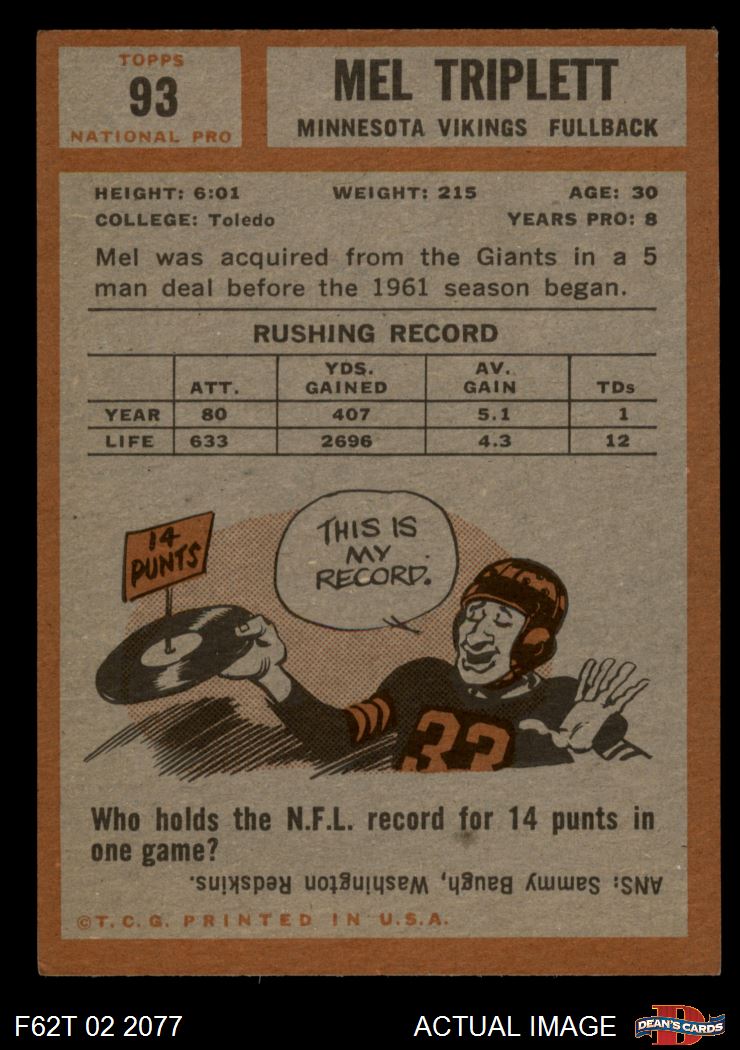 TOPPS
93
NATIONAL PRO
MEL TRIPLETT
MINNESOTA VIKINGS FULLBACK
HEIGHT: 6:01 WEIGHT: 215 AGE: 30
COLLEGE: Toledo YEARS PRO: 8
Mel was acquired from the Giants in a 5
man deal before the 1961 season began.
RUSHING RECORD
ATT. YDS. GAINED AV. GAIN TDs
YEAR 80 407 5.1 1
LIFE 633 2696 4.3 12
14
PUNTS
THIS IS
MY
RECORD.
33
Who holds the N.F.L. record for 14 punts in
one game?
ANS: Sammy Baugh, Washington Redskins.
©T.C.G. PRINTED IN U.S.A.
F62T 02 2077 ACTUAL IMAGE
D
DEAN'S CARDS